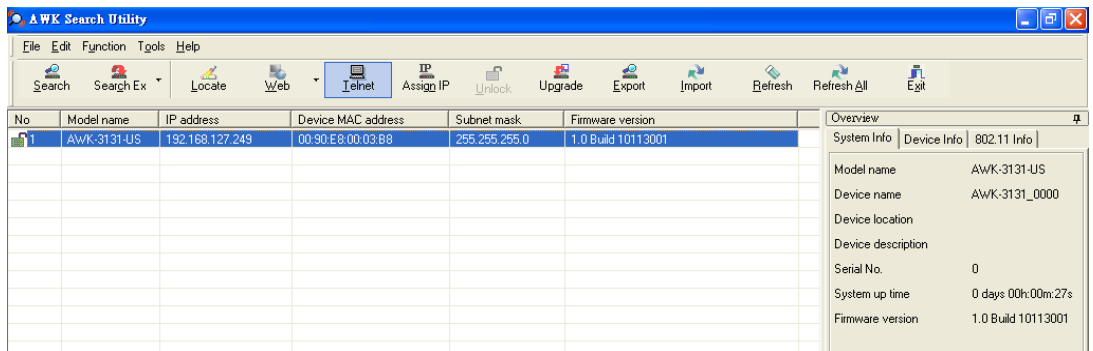 AWK Search Utility
File Edit Function Tools Help
Search Search Ex Locate Web Telnet Assign IP Unlock Upgrade Export Import Refresh Refresh All Exit
No Model name IP address Device MAC address Subnet mask Firmware version
1 AWK-3131-US 192.168.127.249 00:90:E8:00:03:B8 255.255.255.0 1.0 Build 10113001
Overview
System Info Device Info 802.11 Info
Model name AWK-3131-US
Device name AWK-3131_0000
Device location
Device description
Serial No. 0
System up time 0 days 00h:00m:27s
Firmware version 1.0 Build 10113001